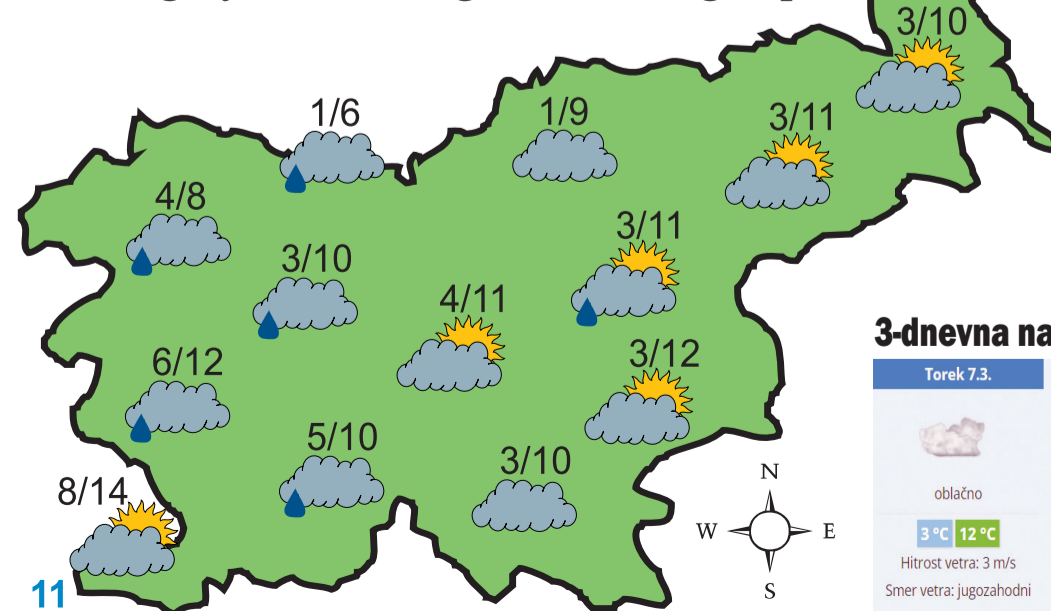 3/10
1/6
1/9
3/11
4/8
3/11
3/10
4/11
6/12
3/12
5/10
3/10
8/14
11
N
W
E
S
3-dnevna na
Torek 7.3.
oblačno
3 °C 12 °C
Hitrost vetra: 3 m/s
Smer vetra: jugozahodni